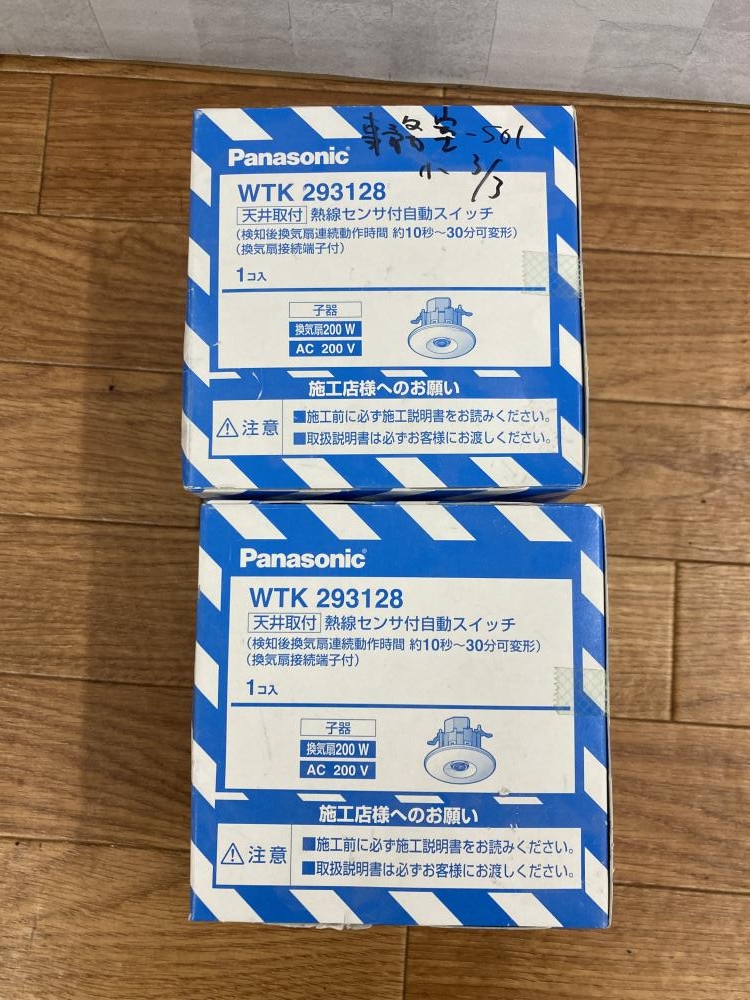 事務室-501
小 3/3
Panasonic
WTK 293128
天井取付 熱線センサ付自動スイッチ
(検知後換気扇連続動作時間 約10秒〜30分可変形)
(換気扇接続端子付)
1コ入
子器
換気扇200 W
AC 200 V
施工店様へのお願い
注意
■施工前に必ず施工説明書をお読みください。
■取扱説明書は必ずお客様にお渡しください。
Panasonic
WTK 293128
天井取付 熱線センサ付自動スイッチ
(検知後換気扇連続動作時間 約10秒〜30分可変形)
(換気扇接続端子付)
1コ入
子器
換気扇200 W
AC 200 V
施工店様へのお願い
注意
■施工前に必ず施工説明書をお読みください。
■取扱説明書は必ずお客様にお渡しください。